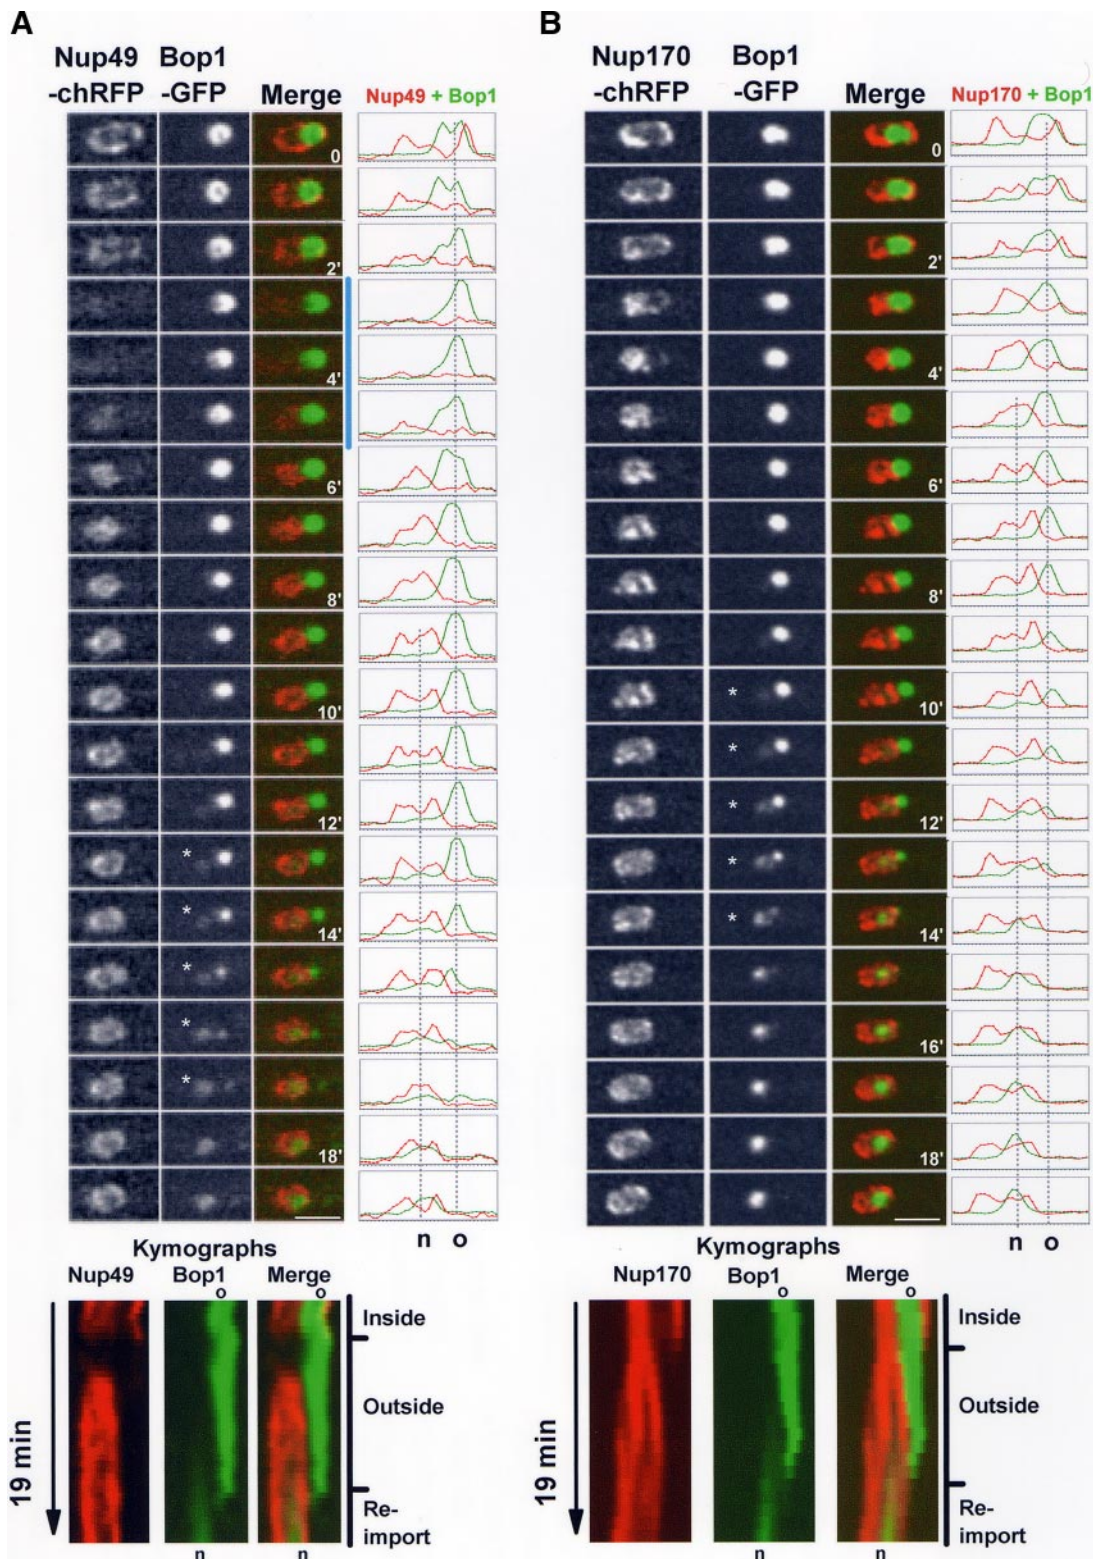 A
B
Nup49 Bop1
-chRFP -GFP Merge Nup49 + Bop1
Nup170 Bop1
-chRFP -GFP Merge Nup170 + Bop1
0
0
2'
2'
4'
4'
6'
6'
8'
8'
* 10'
10'
*
* 12'
12'
*
*
* 14'
* 14'
*
* 16'
*
18'
18'
n o
n o
Kymographs
Nup49 Bop1 Merge
o o
Inside
Outside
Re-
import
19 min
n n
Kymographs
Nup170 Bop1 Merge
o o
Inside
Outside
Re-
import
19 min
n n